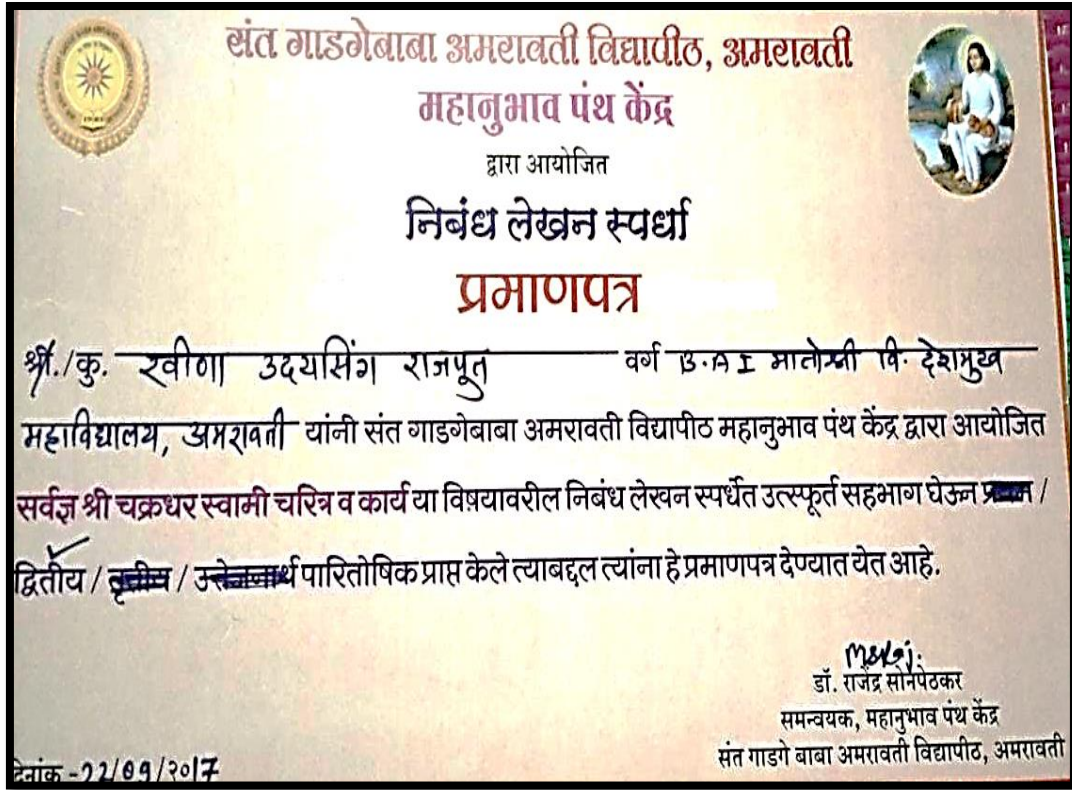 संत गाडगेबाबा अमरावती विद्यापीठ, अमरावती
महानुभाव पंथ केंद्र
द्वारा आयोजित
निबंध लेखन स्पर्धा
प्रमाणपत्र
श्री./कु. रवीणा उदयसिंग राजपूत वर्ग B.A I मातोश्री वि. देशमुख
महाविद्यालय, अमरावती यांनी संत गाडगेबाबा अमरावती विद्यापीठ महानुभाव पंथ केंद्र द्वारा आयोजित
सर्वज्ञ श्री चक्रधर स्वामी चरित्र व कार्य या विषयावरील निबंध लेखन स्पर्धेत उत्स्फूर्त सहभाग घेऊन प्रथम /
द्वितीय / तृतीय / उत्तेजनार्थ पारितोषिक प्राप्त केले त्याबद्दल त्यांना हे प्रमाणपत्र देण्यात येत आहे.
डॉ. राजेंद्र सोनपेठकर
समन्वयक, महानुभाव पंथ केंद्र
संत गाडगे बाबा अमरावती विद्यापीठ, अमरावती
दिनांक -22/09/२०१7